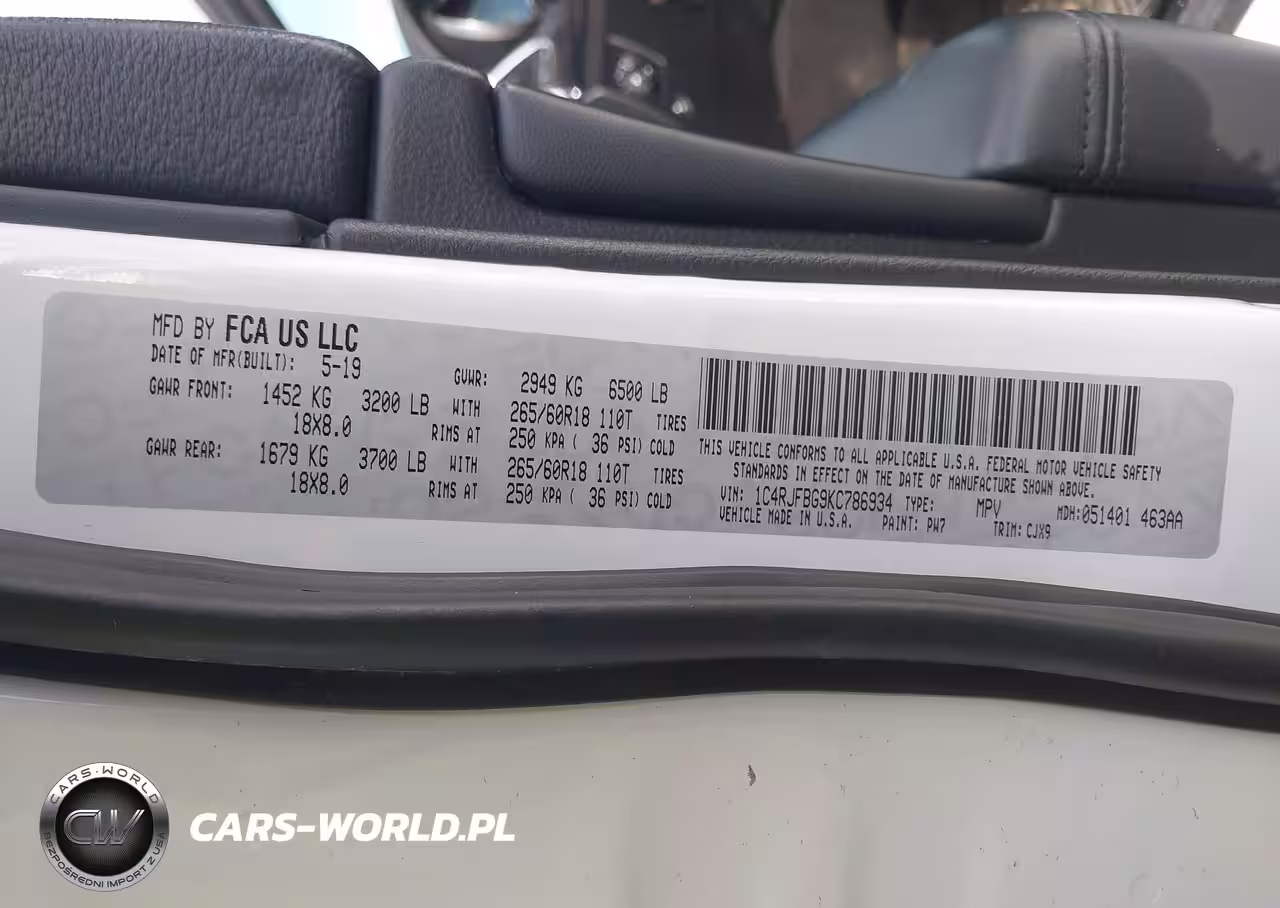 MFD BY FCA US LLC
DATE OF MFR(BUILT): 5-19 GVWR: 2949 KG 6500 LB
GAWR FRONT: 1452 KG 3200 LB WITH 265/60R18 110T TIRES
18X8.0 RIMS AT 250 KPA ( 36 PSI) COLD
GAWR REAR: 1679 KG 3700 LB WITH 265/60R18 110T TIRES
18X8.0 RIMS AT 250 KPA ( 36 PSI) COLD
THIS VEHICLE CONFORMS TO ALL APPLICABLE U.S.A. FEDERAL MOTOR VEHICLE SAFETY
STANDARDS IN EFFECT ON THE DATE OF MANUFACTURE SHOWN ABOVE.
VIN: 1C4RJFBG9KC786934 TYPE: MPV MDH:051401 463AA
VEHICLE MADE IN U.S.A. PAINT: PW7 TRIM: CJX9
CARS-WORLD
CW
BEZPOŚREDNI IMPORT Z USA
CARS-WORLD.PL